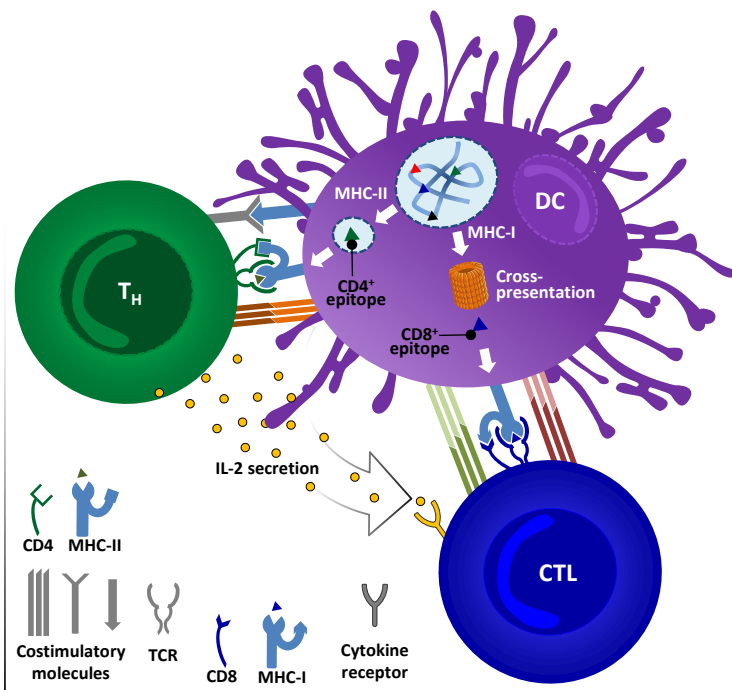 MHC-II
DC
MHC-I
T_H
CD4⁺
epitope
Cross-
presentation
CD8⁺
epitope
IL-2 secretion
CD4
MHC-II
CTL
Costimulatory
molecules
TCR
CD8
MHC-I
Cytokine
receptor